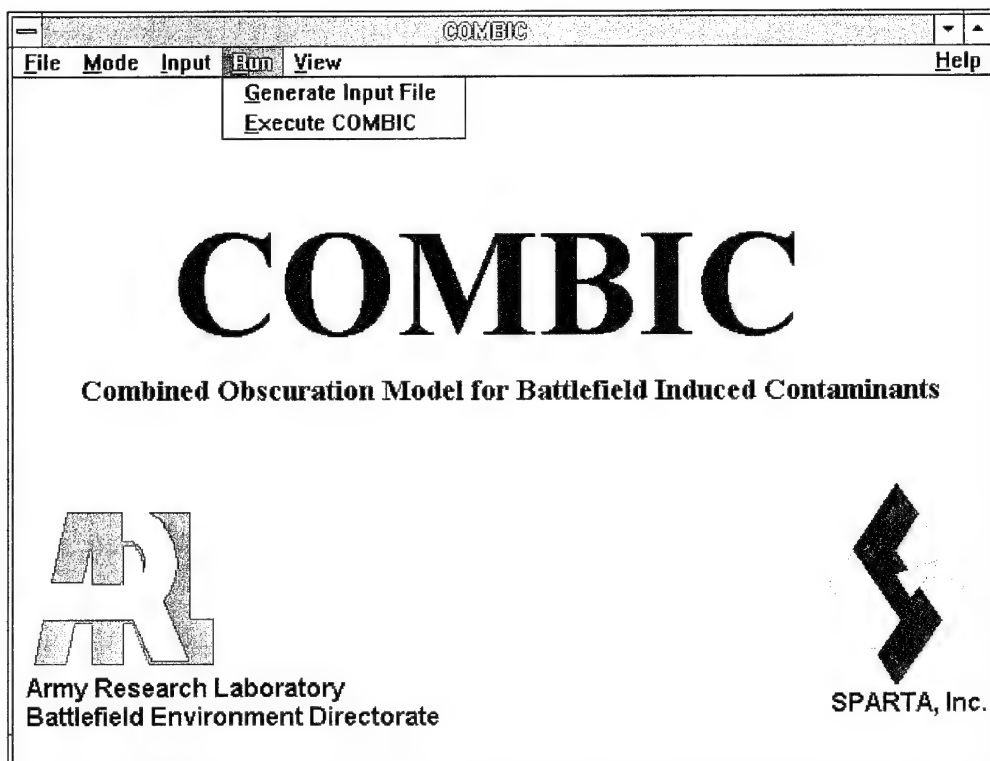 COMBIC
File Mode Input Run View Help
Generate Input File
Execute COMBIC
COMBIC
Combined Obscuration Model for Battlefield Induced Contaminants
ARL
Army Research Laboratory
Battlefield Environment Directorate
SPARTA, Inc.